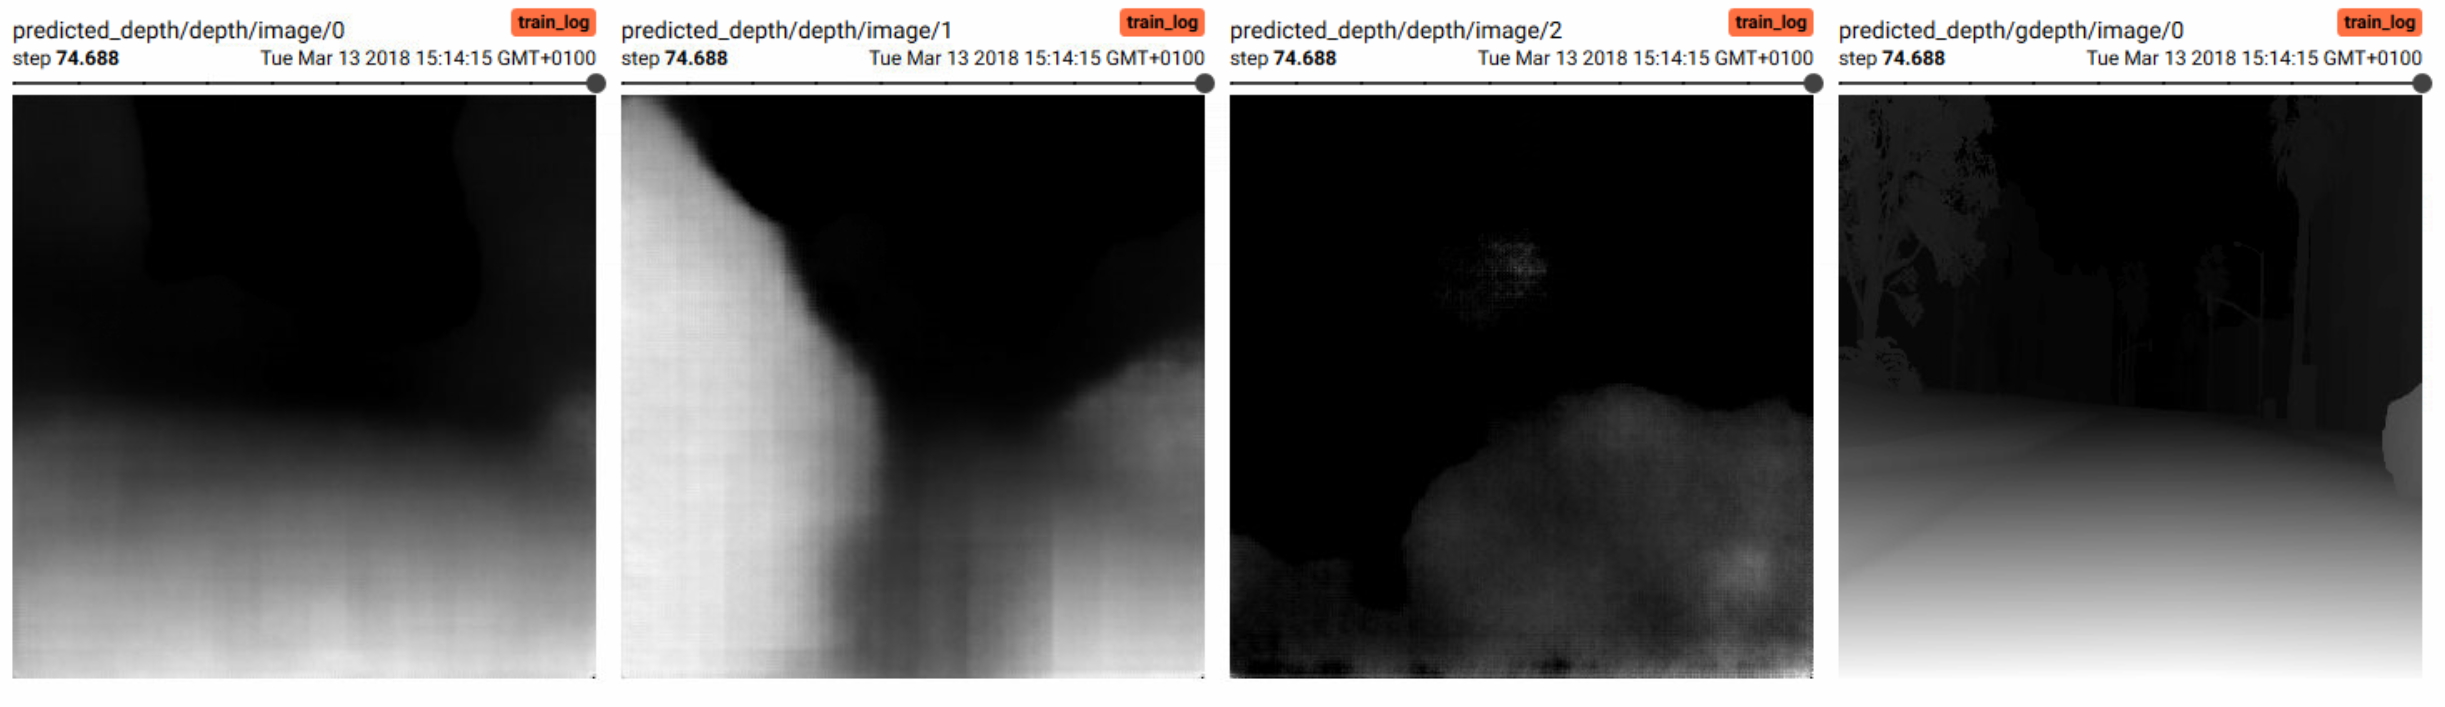 predicted_depth/depth/image/0 train_log
step 74.688 Tue Mar 13 2018 15:14:15 GMT+0100
predicted_depth/depth/image/1 train_log
step 74.688 Tue Mar 13 2018 15:14:15 GMT+0100
predicted_depth/depth/image/2 train_log
step 74.688 Tue Mar 13 2018 15:14:15 GMT+0100
predicted_depth/gdepth/image/0 train_log
step 74.688 Tue Mar 13 2018 15:14:15 GMT+0100